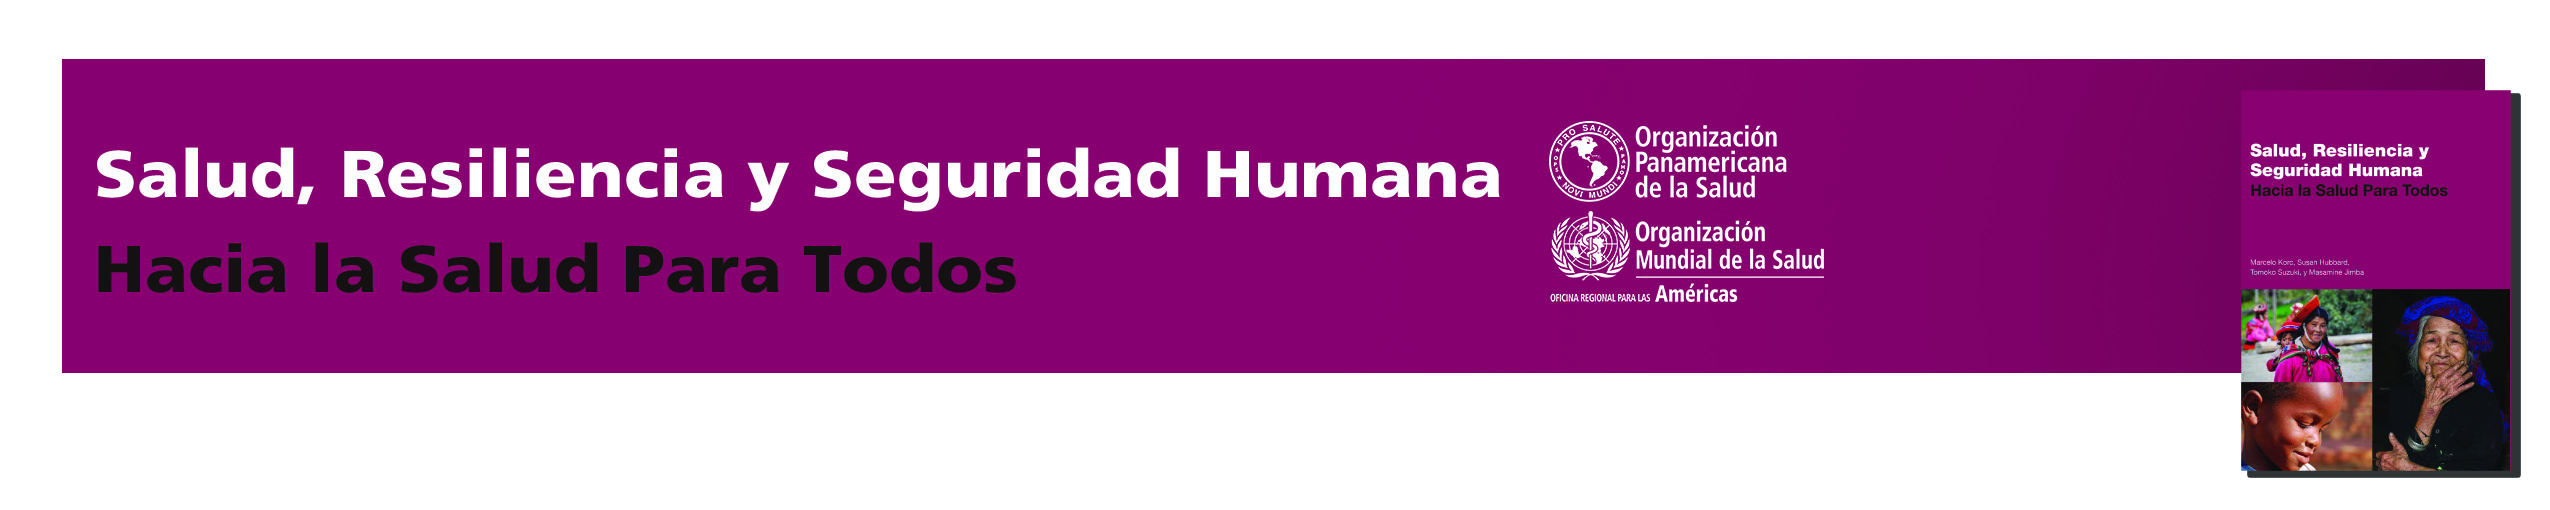 Salud, Resiliencia y Seguridad Humana
Hacia la Salud Para Todos
PRO SALUTE
NOVI MUNDI
Organización
Panamericana
de la Salud
Organización
Mundial de la Salud
OFICINA REGIONAL PARA LAS Américas
Salud, Resiliencia y
Seguridad Humana
Hacia la Salud Para Todos
Marcelo Korc, Susan Hubbard,
Tomoko Suzuki, y Masamine Jimba